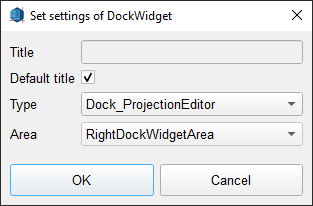 Set settings of DockWidget
Title
Default title
Type Dock_ProjectionEditor
Area RightDockWidgetArea
OK Cancel